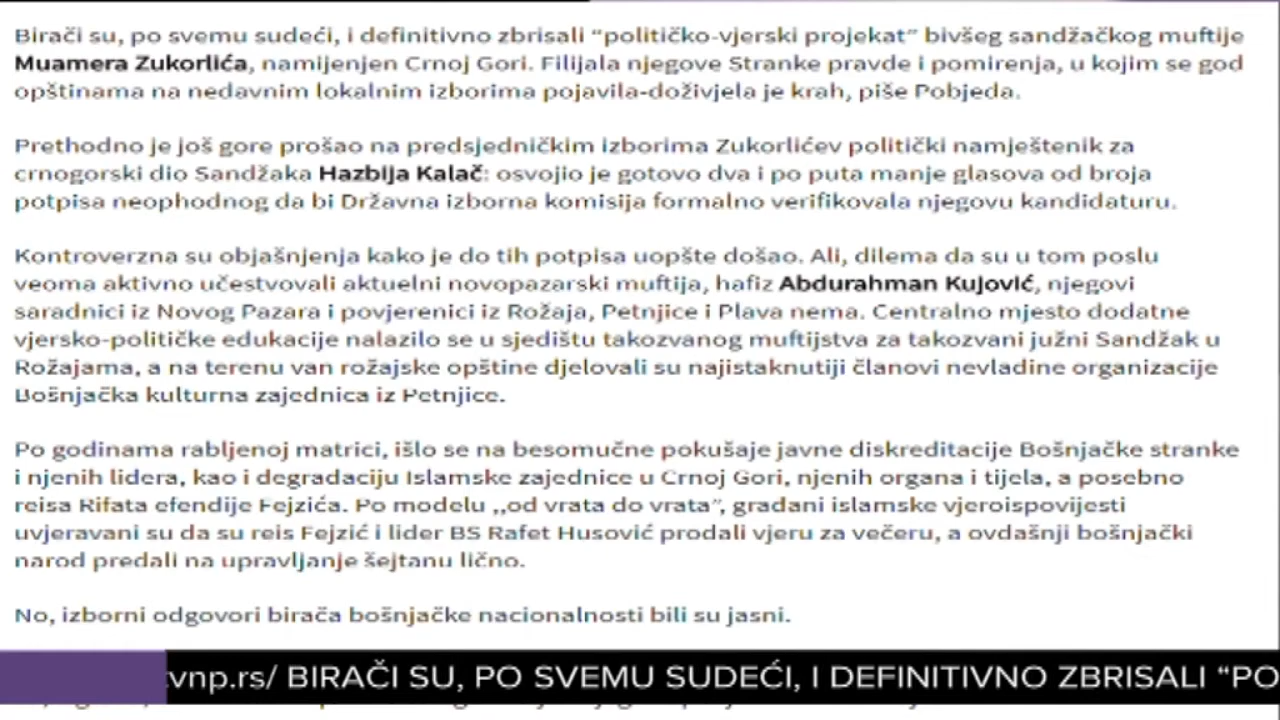 Birači su, po svemu sudeći, i definitivno zbrisali “političko-vjerski projekat” bivšeg sandžačkog muftije
Muamera Zukorlića, namijenjen Crnoj Gori. Filijala njegove Stranke pravde i pomirenja, u kojim se god
opštinama na nedavnim lokalnim izborima pojavila-doživjela je krah, piše Pobjeda.
Prethodno je još gore prošao na predsjedničkim izborima Zukorlićev politički namještenik za
crnogorski dio Sandžaka Hazbija Kalač: osvojio je gotovo dva i po puta manje glasova od broja
potpisa neophodnog da bi Državna izborna komisija formalno verifikovala njegovu kandidaturu.
Kontroverzna su objašnjenja kako je do tih potpisa uopšte došao. Ali, dilema da su u tom poslu
veoma aktivno učestvovali aktuelni novopazarski muftija, hafiz Abdurahman Kujović, njegovi
saradnici iz Novog Pazara i povjerenici iz Rožaja, Petnjice i Plava nema. Centralno mjesto dodatne
vjersko-političke edukacije nalazilo se u sjedištu takozvanog muftijstva za takozvani južni Sandžak u
Rožajama, a na terenu van rožajske opštine djelovali su najistaknutiji članovi nevladine organizacije
Bošnjačka kulturna zajednica iz Petnjice.
Po godinama rabljenoj matrici, išlo se na besomučne pokušaje javne diskreditacije Bošnjačke stranke
i njenih lidera, kao i degradaciju Islamske zajednice u Crnoj Gori, njenih organa i tijela, a posebno
reisa Rifata efendije Fejzića. Po modelu ,,od vrata do vrata”, građani islamske vjeroispovijesti
uvjeravani su da su reis Fejzić i lider BS Rafet Husović prodali vjeru za večeru, a ovdašnji bošnjački
narod predali na upravljanje šejtanu lično.
No, izborni odgovori birača bošnjačke nacionalnosti bili su jasni.
vnp.rs/ BIRAČI SU, PO SVEMU SUDEĆI, I DEFINITIVNO ZBRISALI “PO